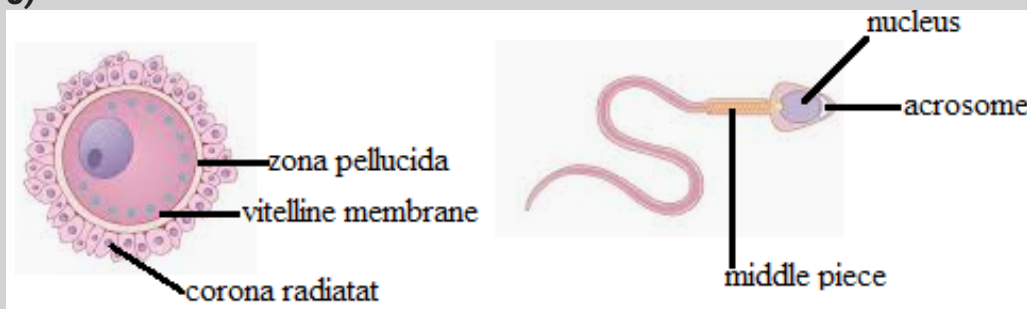 nucleus
acrosome
zona pellucida
vitelline membrane
middle piece
corona radiatat